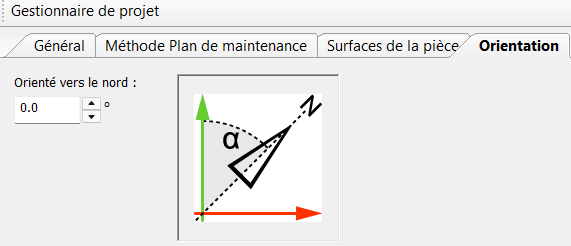 Gestionnaire de projet
Général Méthode Plan de maintenance Surfaces de la pièce Orientation
Orienté vers le nord :
0.0 °
N
α